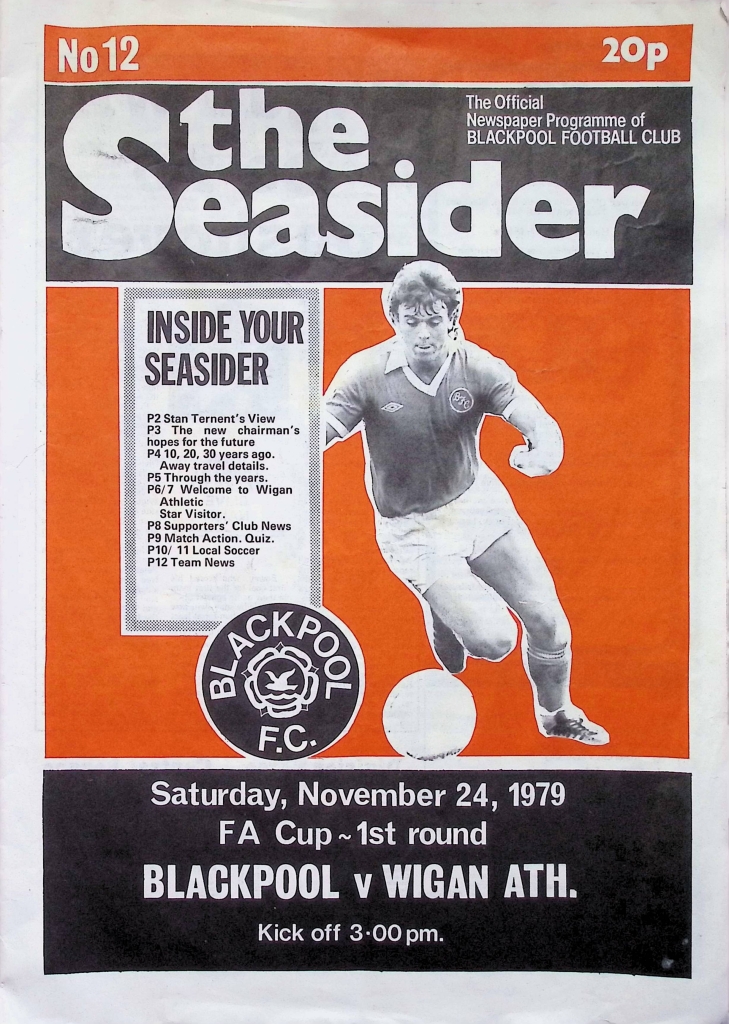 No 12
20p
the
Seasider
The Official
Newspaper Programme of
BLACKPOOL FOOTBALL CLUB
INSIDE YOUR
SEASIDER
P2 Stan Ternent's View
P3 The new chairman's
hopes for the future
P4 10, 20, 30 years ago.
Away travel details.
P5 Through the years.
P6/7 Welcome to Wigan
Athletic
Star Visitor.
P8 Supporters' Club News
P9 Match Action. Quiz.
P10/ 11 Local Soccer
P12 Team News
BFC
BLACKPOOL
F.C.
Saturday, November 24, 1979
FA Cup ~ 1st round
BLACKPOOL v WIGAN ATH.
Kick off 3·00 pm.